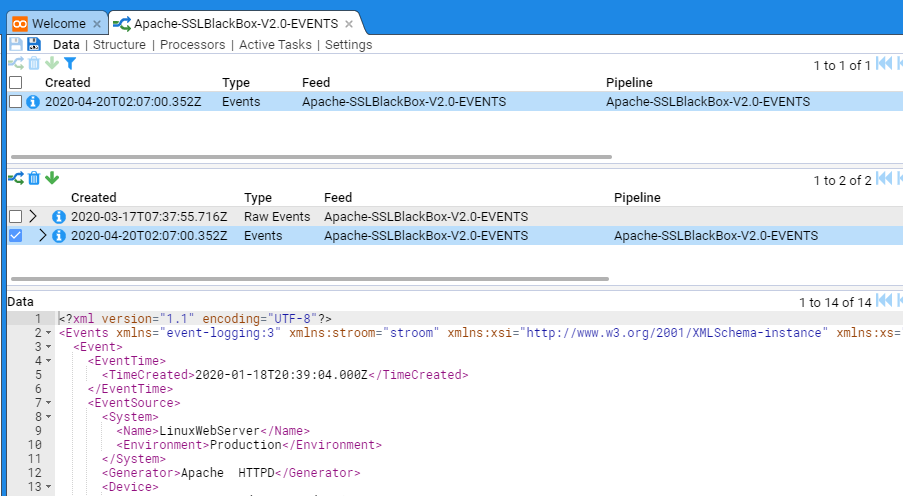 Welcome × Apache-SSLBlackBox-V2.0-EVENTS ×
Data | Structure | Processors | Active Tasks | Settings
1 to 1 of 1
Created Type Feed Pipeline
2020-04-20T02:07:00.352Z Events Apache-SSLBlackBox-V2.0-EVENTS Apache-SSLBlackBox-V2.0-EVENTS
1 to 2 of 2
Created Type Feed Pipeline
2020-03-17T07:37:55.716Z Raw Events Apache-SSLBlackBox-V2.0-EVENTS
2020-04-20T02:07:00.352Z Events Apache-SSLBlackBox-V2.0-EVENTS Apache-SSLBlackBox-V2.0-EVENTS
Data 1 to 14 of 14
1 <?xml version="1.1" encoding="UTF-8"?>
2 <Events xmlns="event-logging:3" xmlns:stroom="stroom" xmlns:xsi="http://www.w3.org/2001/XMLSchema-instance" xmlns:xs=
3 <Event>
4 <EventTime>
5 <TimeCreated>2020-01-18T20:39:04.000Z</TimeCreated>
6 </EventTime>
7 <EventSource>
8 <System>
9 <Name>LinuxWebServer</Name>
10 <Environment>Production</Environment>
11 </System>
12 <Generator>Apache  HTTPD</Generator>
13 <Device>